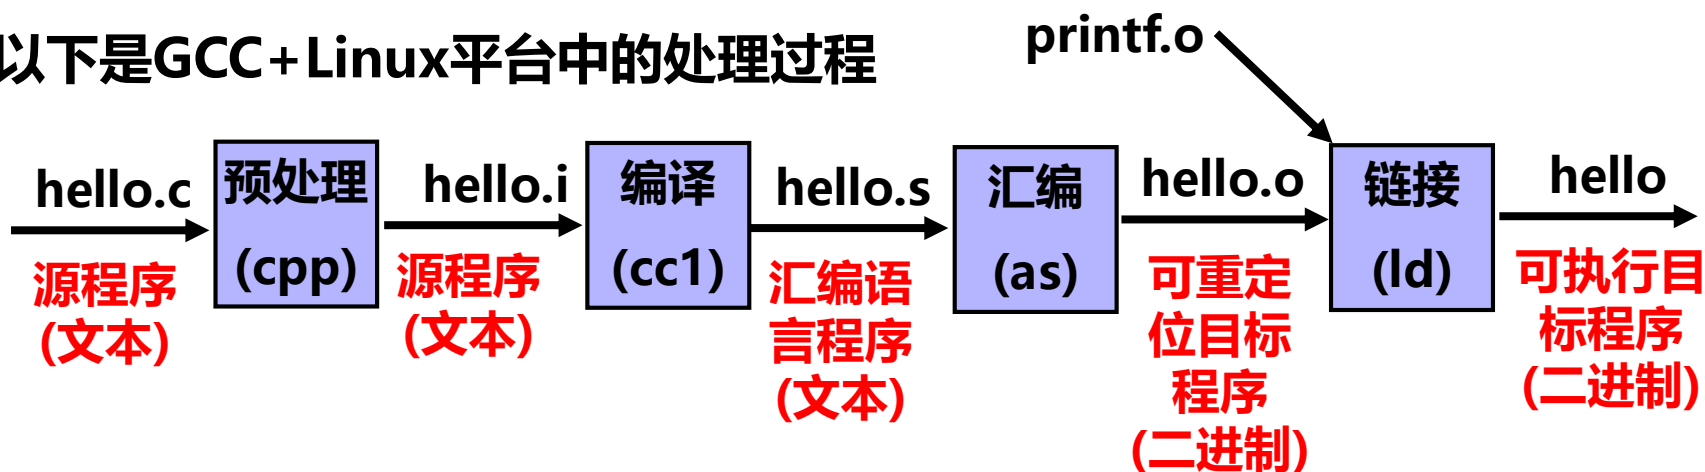 以下是GCC+Linux平台中的处理过程
printf.o
hello.c
预处理
(cpp)
hello.i
编译
(cc1)
hello.s
汇编
(as)
hello.o
链接
(ld)
hello
源程序
(文本)
源程序
(文本)
汇编语
言程序
(文本)
可重定
位目标
程序
(二进制)
可执行目
标程序
(二进制)